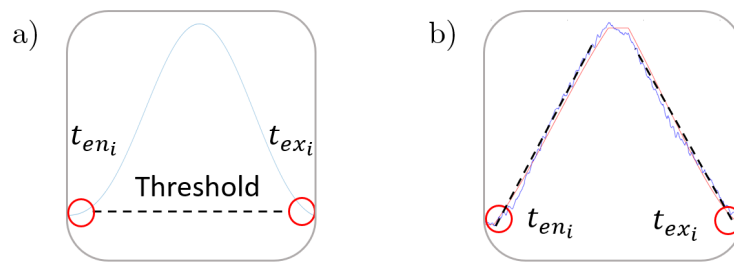 a)
b)
t_{en_i}
t_{ex_i}
Threshold
t_{en_i}
t_{ex_i}